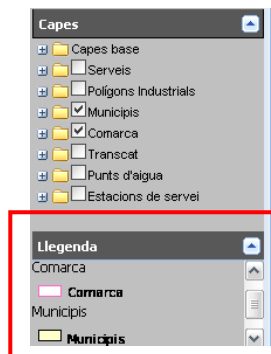 Capes
Capes base
Serveis
Polígons Industrials
Municipis
Comarca
Transcat
Punts d'aigua
Estacions de servei
Llegenda
Comarca
Comarca
Municipis
Municipis